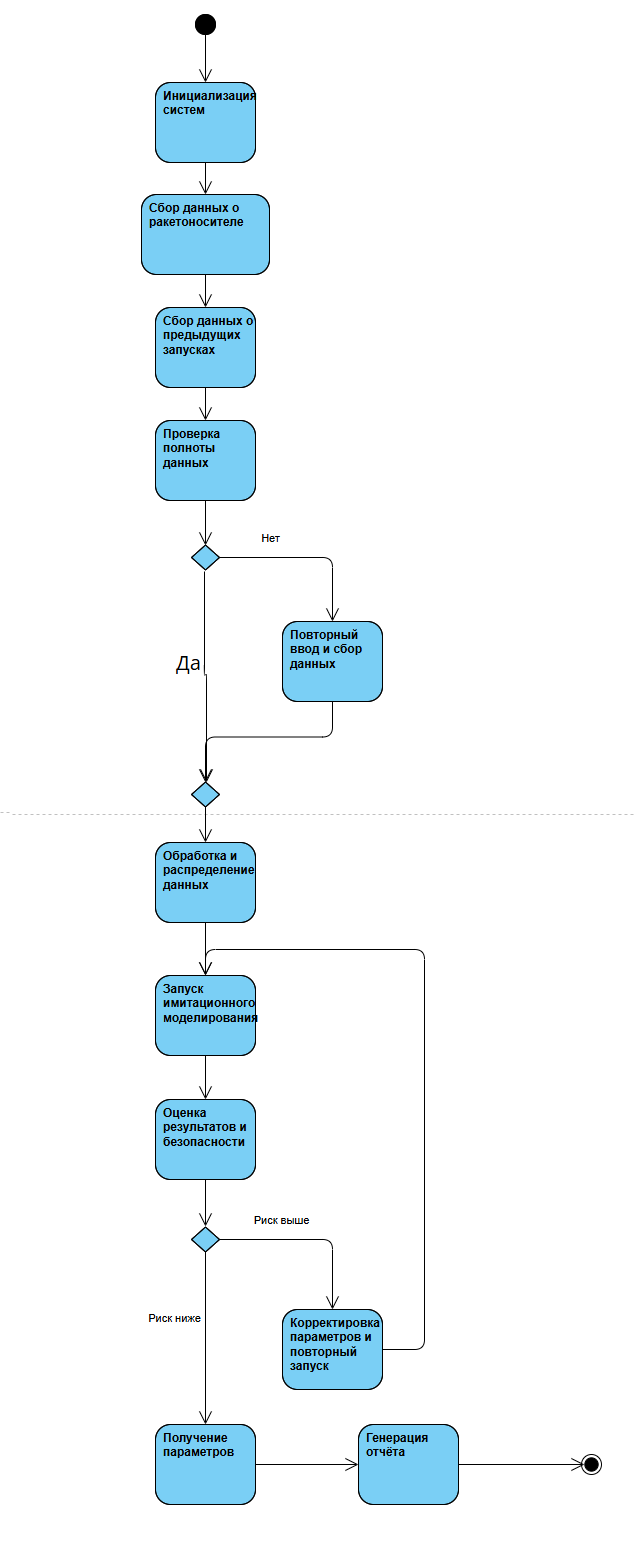 Инициализация
систем
Сбор данных о
ракетоносителе
Сбор данных о
предыдущих
запусках
Проверка
полноты
данных
Нет
Повторный
ввод и сбор
данных
Да
Обработка и
распределение
данных
Запуск
имитационного
моделирования
Оценка
результатов и
безопасности
Риск выше
Риск ниже
Корректировка
параметров и
повторный
запуск
Получение
параметров
Генерация
отчёта